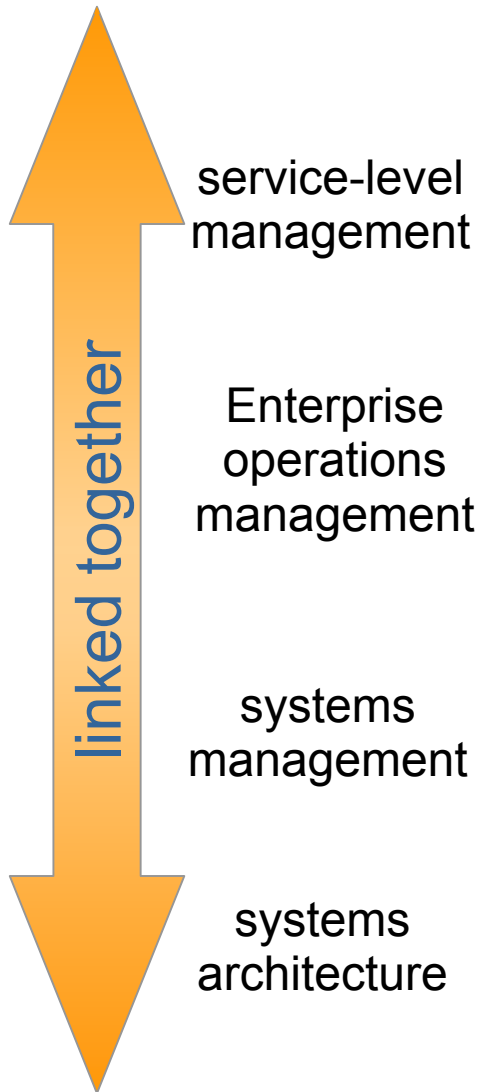 service-level
management
Enterprise
operations
management
linked together
systems
management
systems
architecture